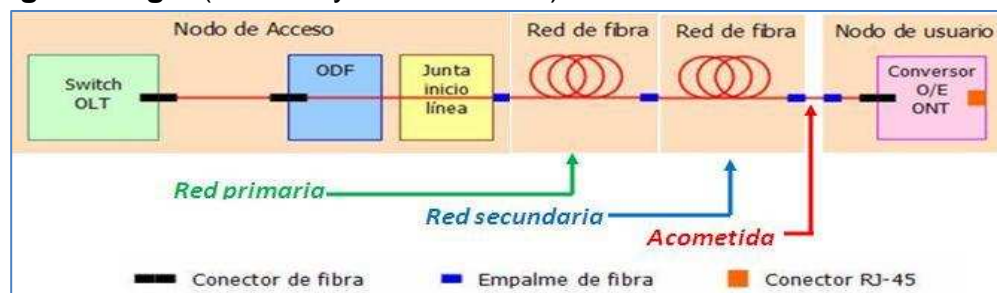 Nodo de Acceso
Red de fibra
Red de fibra
Nodo de usuario
Switch
OLT
ODF
Junta
inicio
línea
Conversor
O/E
ONT
Red primaria
Red secundaria
Acometida
Conector de fibra
Empalme de fibra
Conector RJ-45